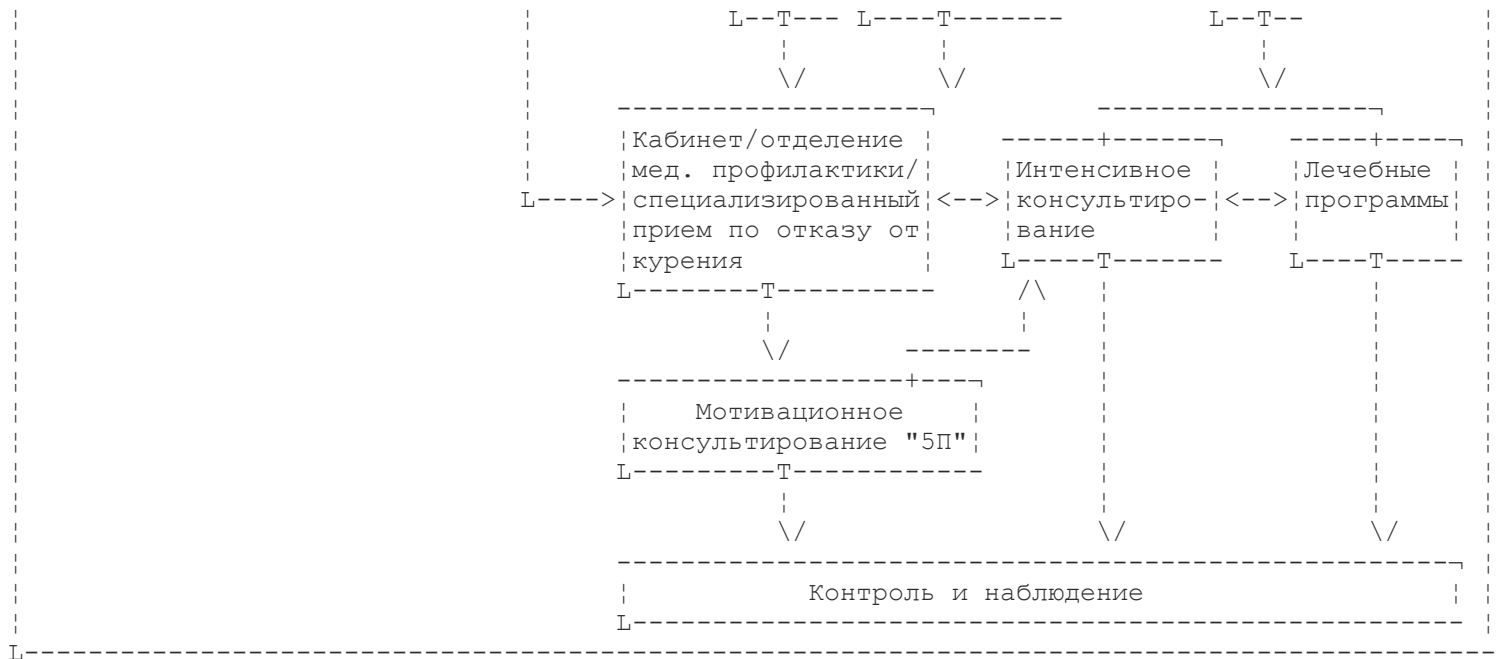 Кабинет/отделение
мед. профилактики/
специализированный
прием по отказу от
курения
Интенсивное
консультиро-
вание
Лечебные
программы
Мотивационное
консультирование "5П"
Контроль и наблюдение